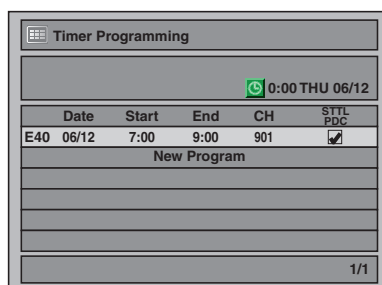 Timer Programming
0:00 THU 06/12
Date Start End CH STTL PDC
E40 06/12 7:00 9:00 901
New Program
1/1